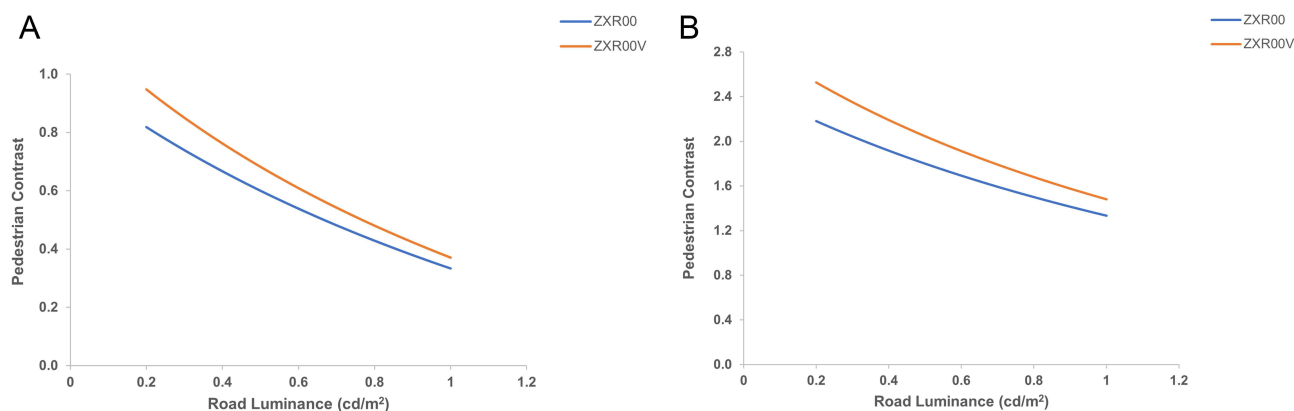 A
ZXR00
ZXR00V
1.0
0.8
0.6
0.4
0.2
0.0
0 0.2 0.4 0.6 0.8 1 1.2
Pedestrian Contrast
Road Luminance (cd/m²)
B
ZXR00
ZXR00V
2.8
2.4
2.0
1.6
1.2
0.8
0.4
0.0
0 0.2 0.4 0.6 0.8 1 1.2
Pedestrian Contrast
Road Luminance (cd/m²)